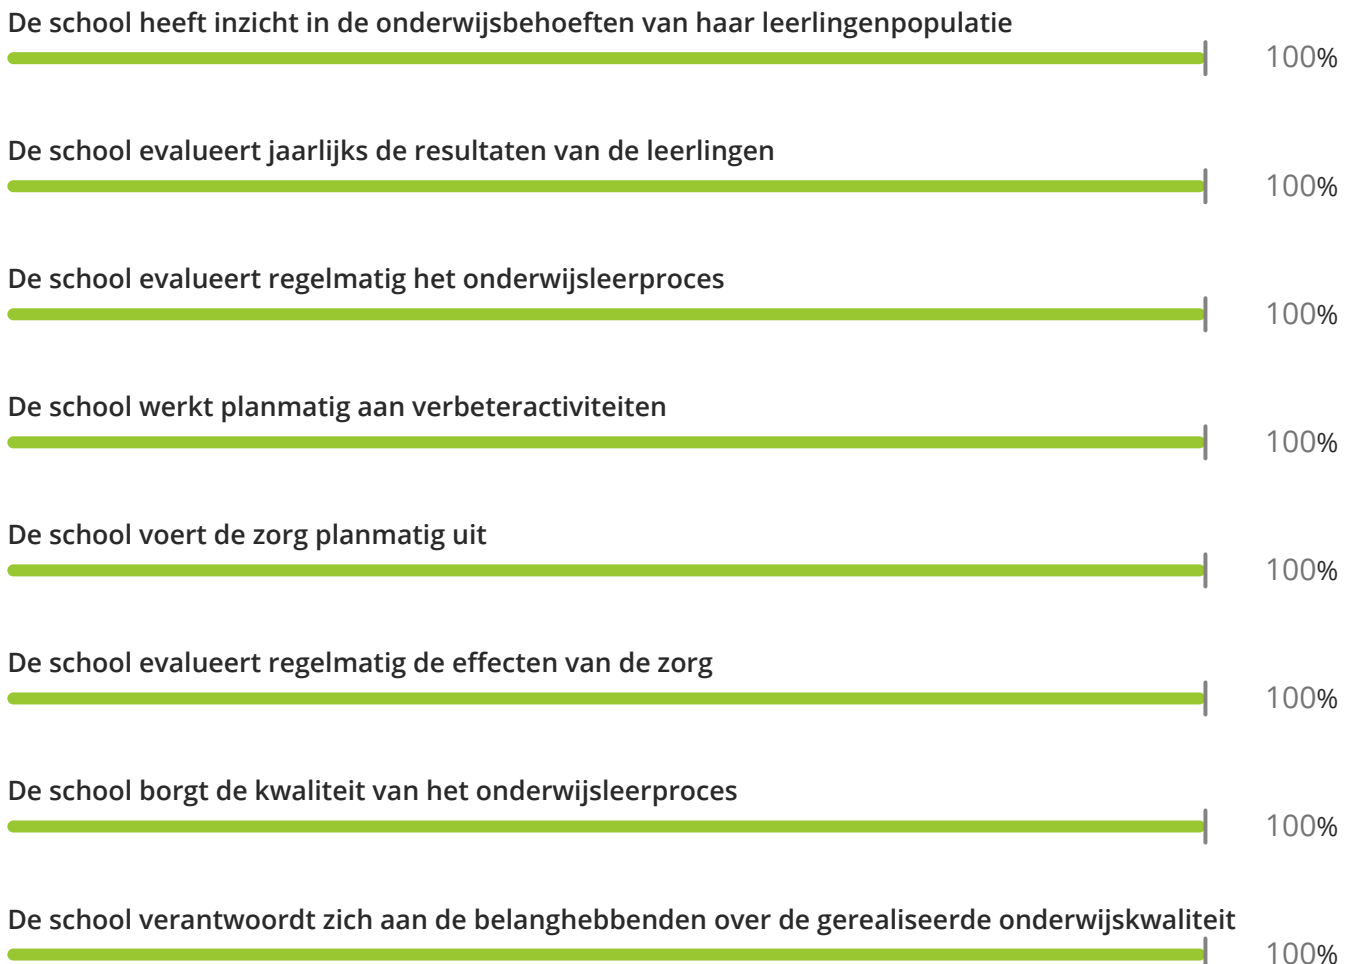 De school heeft inzicht in de onderwijsbehoeften van haar leerlingenpopulatie
100%
De school evalueert jaarlijks de resultaten van de leerlingen
100%
De school evalueert regelmatig het onderwijsleerproces
100%
De school werkt planmatig aan verbeteractiviteiten
100%
De school voert de zorg planmatig uit
100%
De school evalueert regelmatig de effecten van de zorg
100%
De school borgt de kwaliteit van het onderwijsleerproces
100%
De school verantwoordt zich aan de belanghebbenden over de gerealiseerde onderwijskwaliteit
100%